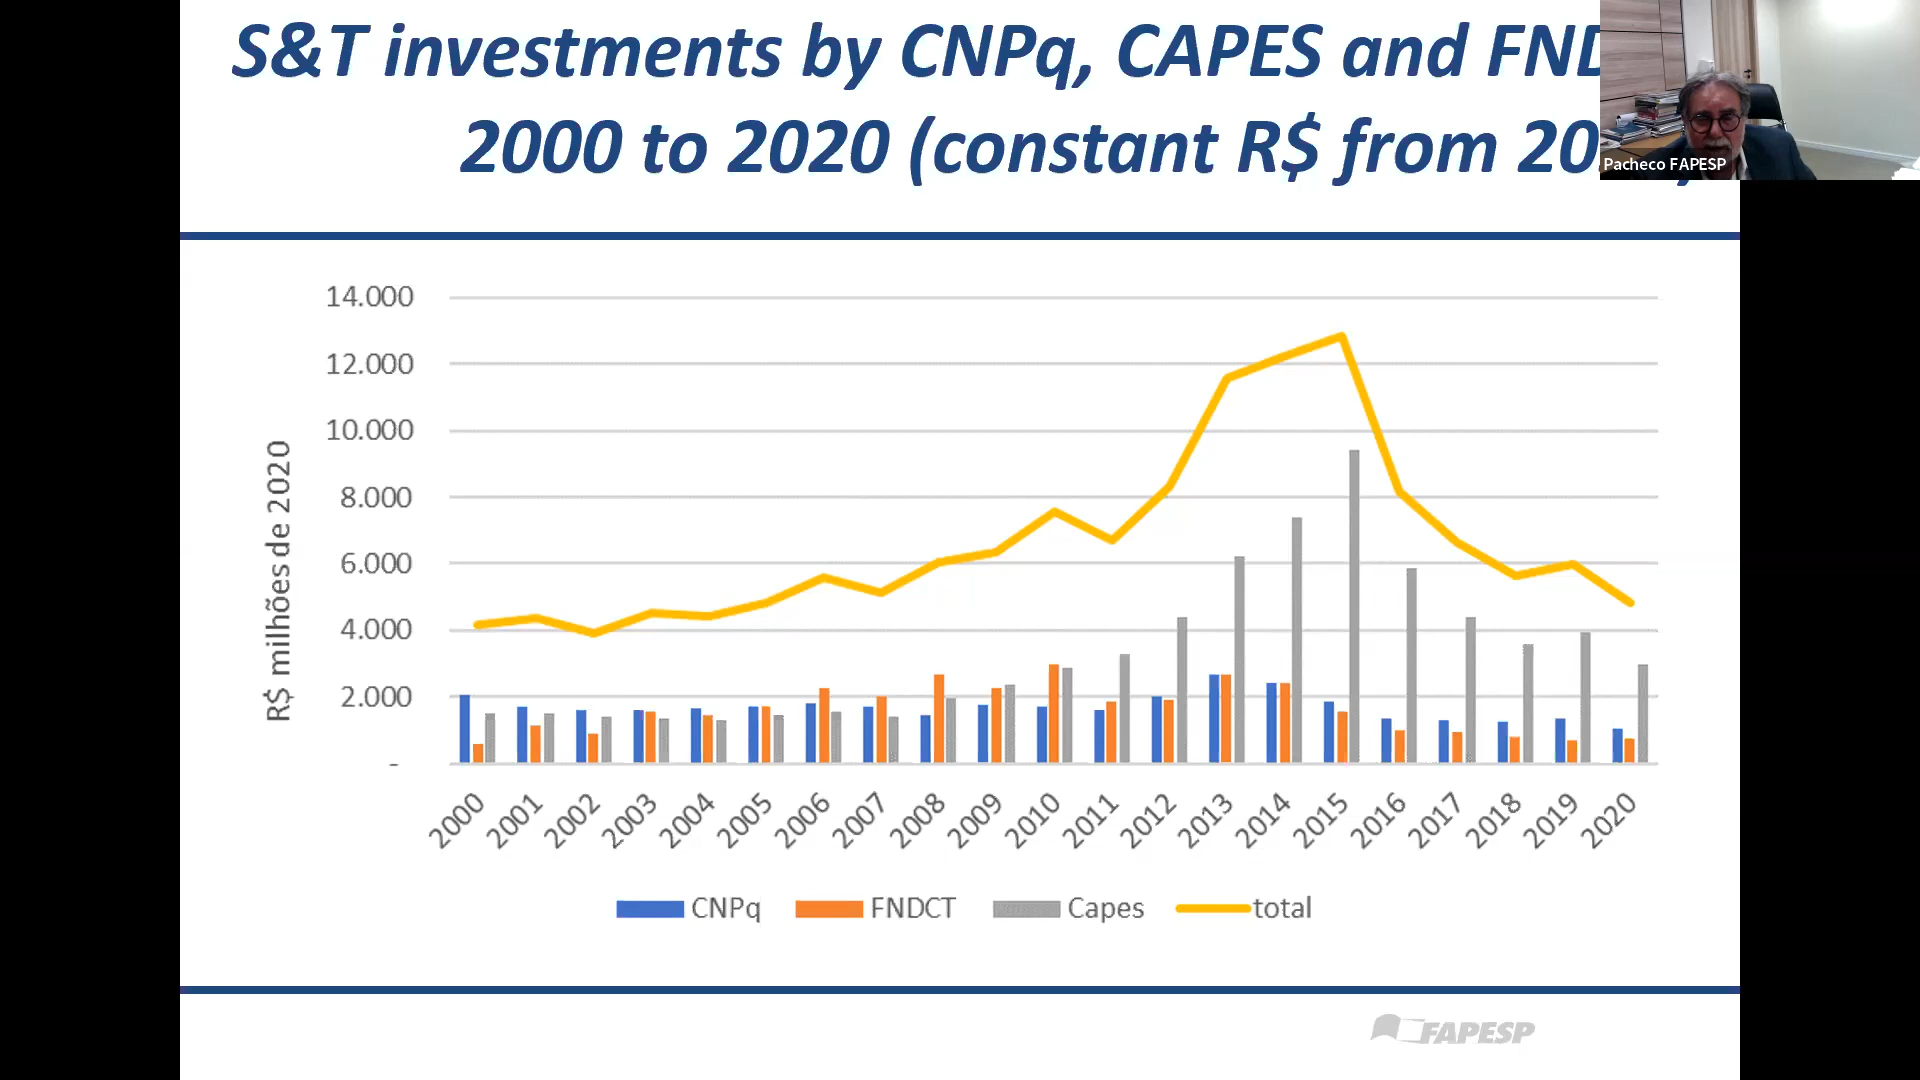 S&T investments by CNPq, CAPES and
2000 to 2020 (constant R$ from
Pacheco FAPESP
R$ milhões de 2020
14.000
12.000
10.000
8.000
6.000
4.000
2.000
-
2000 2001 2002 2003 2004 2005 2006 2007 2008 2009 2010 2011 2012 2013 2014 2015 2016 2017 2018 2019 2020
CNPq FNDCT Capes total
FAPESP